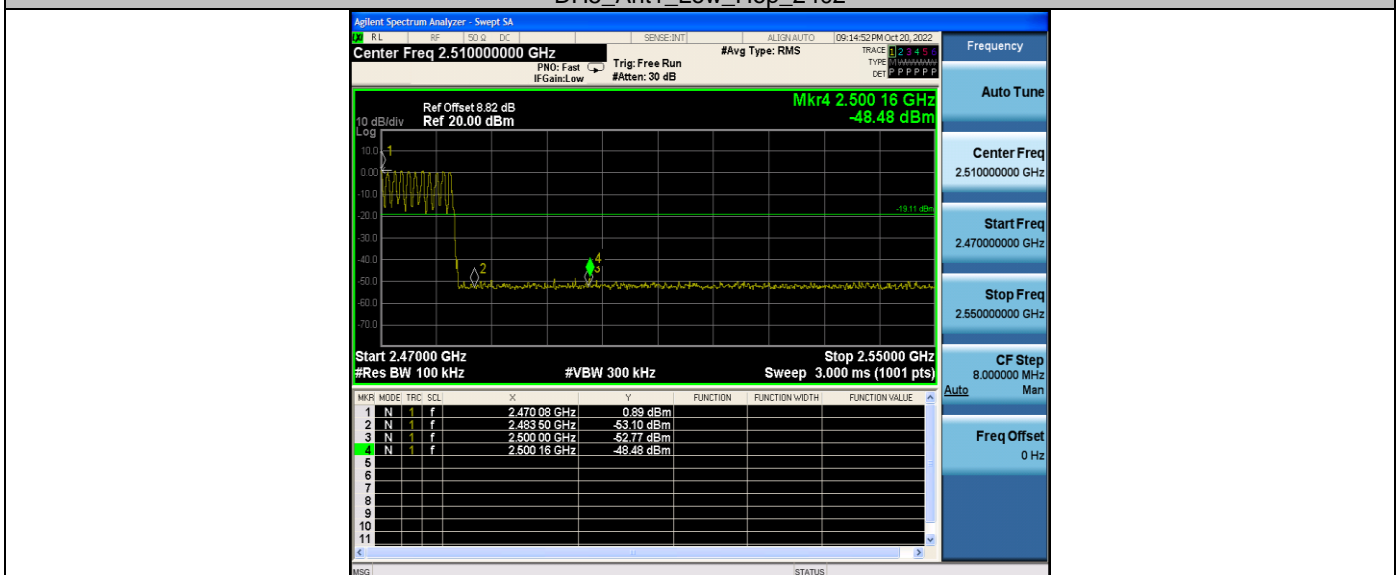 Agilent Spectrum Analyzer - Swept SA
RL RF 50 Ω DC SENSE:INT ALIGN AUTO 09:14:52 PM Oct 20, 2022
Center Freq 2.510000000 GHz #Avg Type: RMS TRACE 1 2 3 4 5 6
PNO: Fast Trig: Free Run TYPE M
IFGain:Low #Atten: 30 dB DET P P P P P P
Mkr4 2.500 16 GHz
-48.48 dBm
Ref Offset 8.82 dB
10 dB/div Ref 20.00 dBm
Log
10.0
0.00
-10.0
-20.0
-30.0
-40.0
-50.0
-60.0
-70.0
1
2
3
4
-19.11 dBm
Start 2.47000 GHz Stop 2.55000 GHz
#Res BW 100 kHz #VBW 300 kHz Sweep 3.000 ms (1001 pts)
MKR MODE TRC SCL X Y FUNCTION FUNCTION WIDTH FUNCTION VALUE
1 N 1 f 2.470 08 GHz 0.89 dBm
2 N 1 f 2.483 50 GHz -53.10 dBm
3 N 1 f 2.500 00 GHz -52.77 dBm
4 N 1 f 2.500 16 GHz -48.48 dBm
5
6
7
8
9
10
11
MSG STATUS
Frequency
Auto Tune
Center Freq
2.510000000 GHz
Start Freq
2.470000000 GHz
Stop Freq
2.550000000 GHz
CF Step
8.000000 MHz
Auto Man
Freq Offset
0 Hz